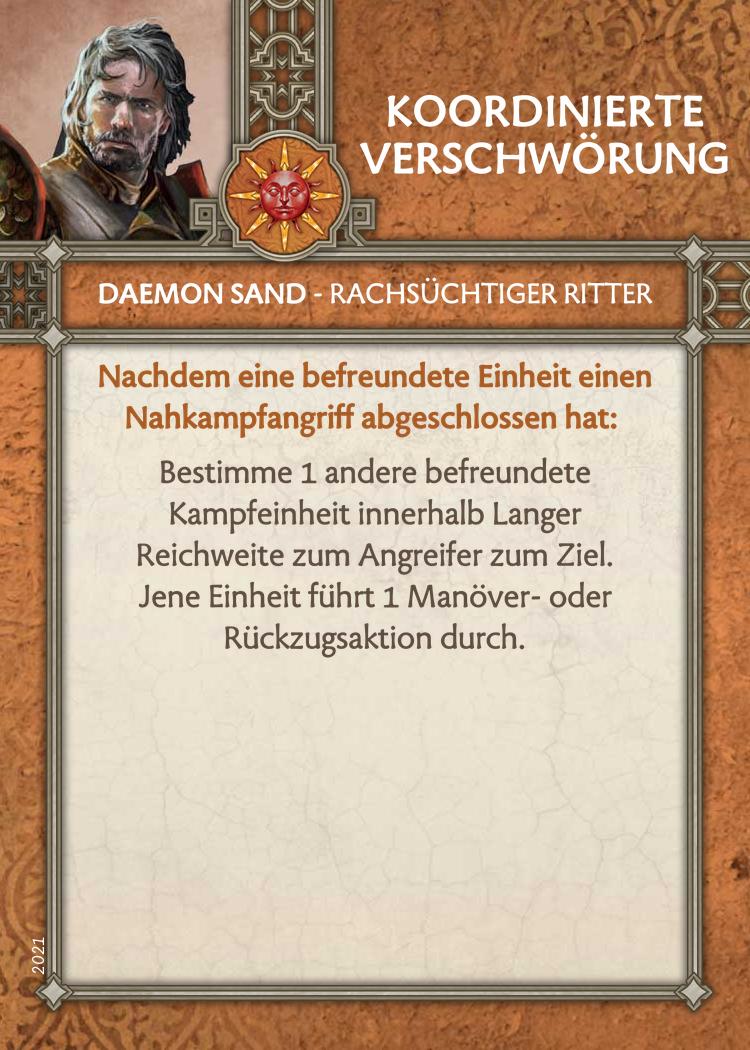 KOORDINIERTE
VERSCHWÖRUNG
DAEMON SAND - RACHSÜCHTIGER RITTER
Nachdem eine befreundete Einheit einen
Nahkampfangriff abgeschlossen hat:
Bestimme 1 andere befreundete
Kampfeinheit innerhalb Langer
Reichweite zum Angreifer zum Ziel.
Jene Einheit führt 1 Manöver- oder
Rückzugsaktion durch.
2021